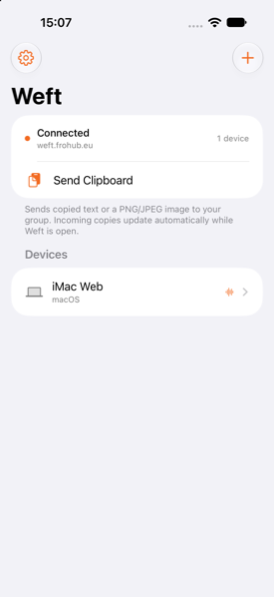 15:07
Weft
Connected
weft.frohub.eu
1 device
Send Clipboard
Sends copied text or a PNG/JPEG image to your
group. Incoming copies update automatically while
Weft is open.
Devices
iMac Web
macOS